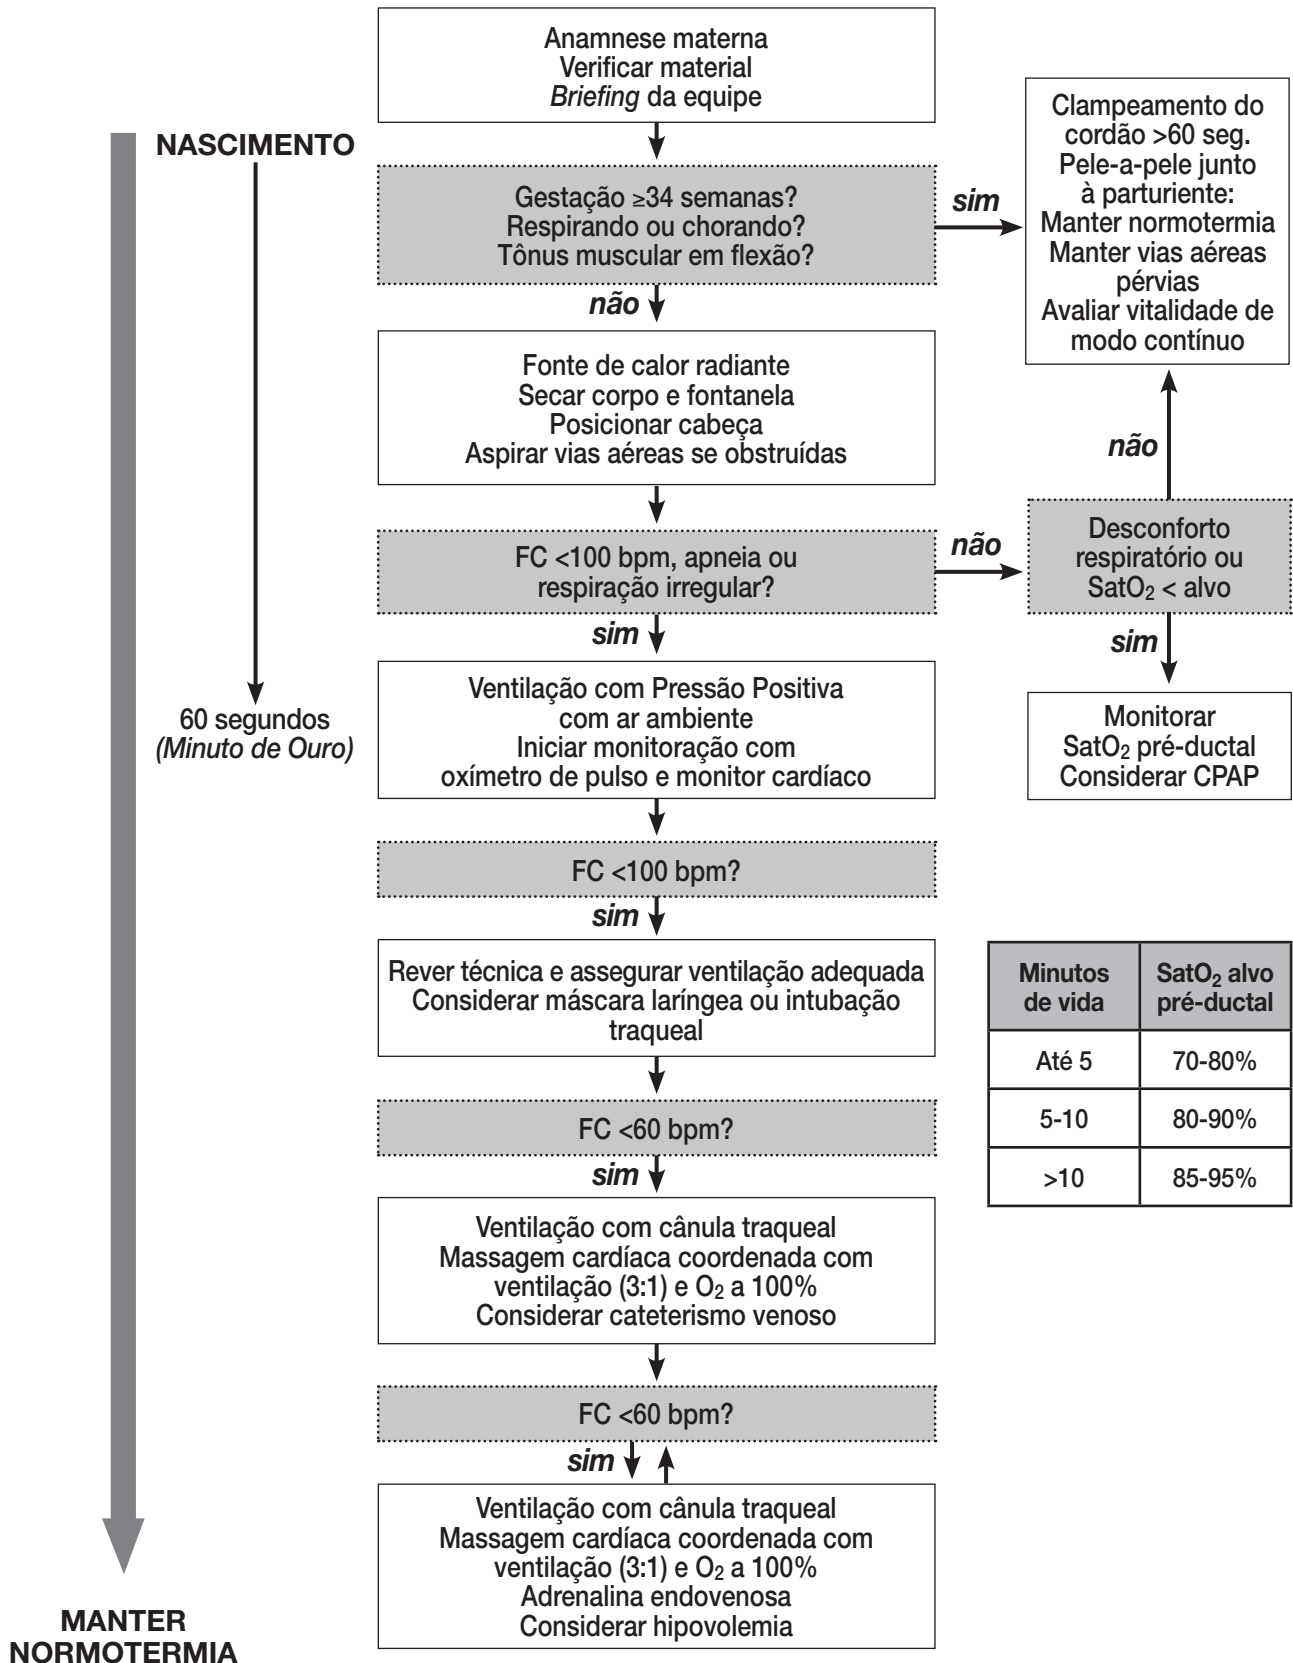 Anamnese materna
Verificar material
Briefing da equipe
NASCIMENTO
Gestação ≥34 semanas?
Respirando ou chorando?
Tônus muscular em flexão?
sim
Clampeamento do
cordão >60 seg.
Pele-a-pele junto
à parturiente:
Manter normotermia
Manter vias aéreas
pérvias
Avaliar vitalidade de
modo contínuo
não
Fonte de calor radiante
Secar corpo e fontanela
Posicionar cabeça
Aspirar vias aéreas se obstruídas
não
FC <100 bpm, apneia ou
respiração irregular?
não
Desconforto
respiratório ou
SatO₂ < alvo
sim
sim
60 segundos
(Minuto de Ouro)
Ventilação com Pressão Positiva
com ar ambiente
Iniciar monitoração com
oxímetro de pulso e monitor cardíaco
Monitorar
SatO₂ pré-ductal
Considerar CPAP
FC <100 bpm?
sim
Rever técnica e assegurar ventilação adequada
Considerar máscara laríngea ou intubação
traqueal
Minutos
de vida
SatO₂ alvo
pré-ductal
Até 5
70-80%
5-10
80-90%
>10
85-95%
FC <60 bpm?
sim
Ventilação com cânula traqueal
Massagem cardíaca coordenada com
ventilação (3:1) e O₂ a 100%
Considerar cateterismo venoso
FC <60 bpm?
sim
Ventilação com cânula traqueal
Massagem cardíaca coordenada com
ventilação (3:1) e O₂ a 100%
Adrenalina endovenosa
Considerar hipovolemia
MANTER
NORMOTERMIA